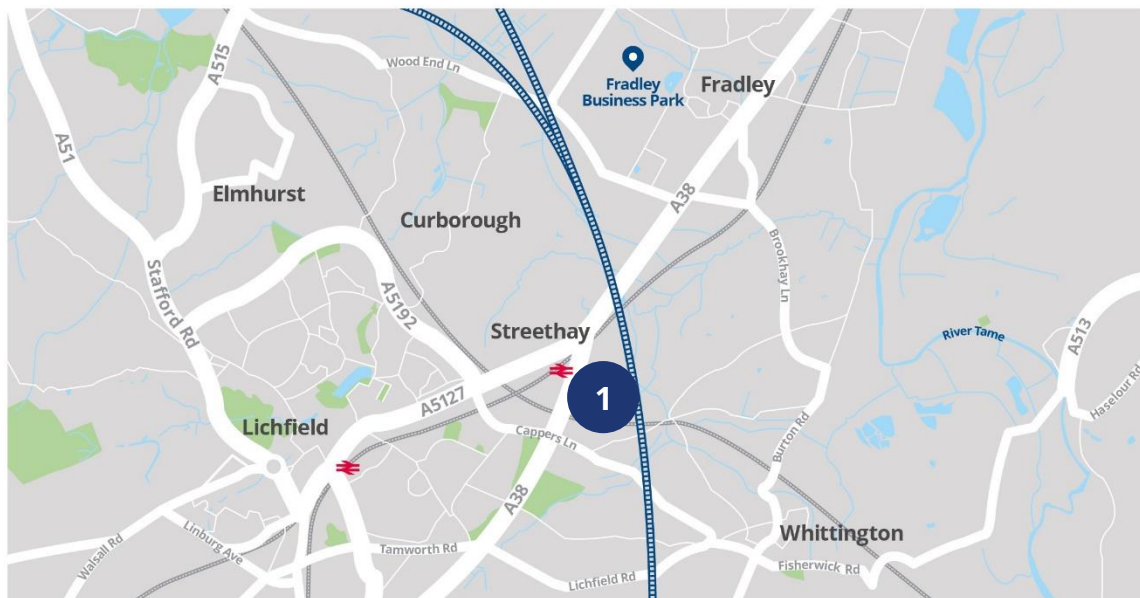 Wood End Ln
A515
Fradley
Business Park
Fradley
A51
Elmhurst
A38
Curborough
Brookhay Ln
Stafford Rd
A5192
Streethay
River Tame
A513
Haselour Rd
1
A5127
Lichfield
Cappers Ln
Burton Rd
A38
Whittington
Walsall Rd
Linburg Ave
Tamworth Rd
Lichfield Rd
Fisherwick Rd